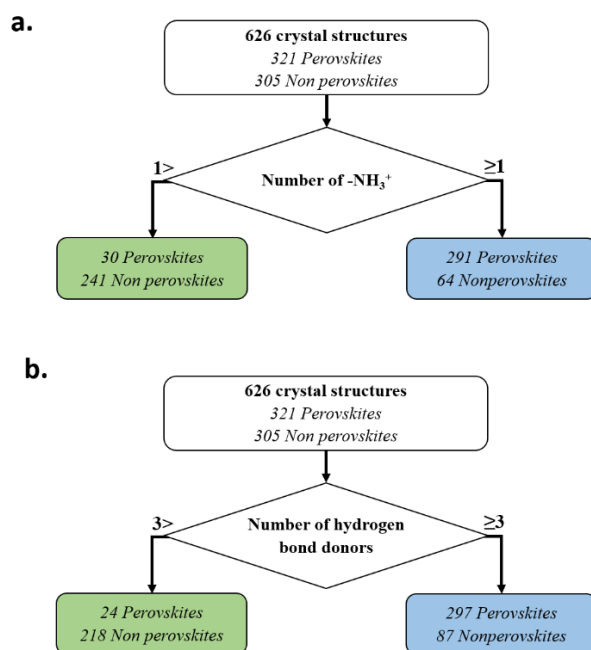 a.
626 crystal structures
321 Perovskites
305 Non perovskites
1>
Number of -NH₃⁺
≥1
30 Perovskites
241 Non perovskites
291 Perovskites
64 Nonperovskites
b.
626 crystal structures
321 Perovskites
305 Non perovskites
3>
Number of hydrogen
bond donors
≥3
24 Perovskites
218 Non perovskites
297 Perovskites
87 Nonperovskites